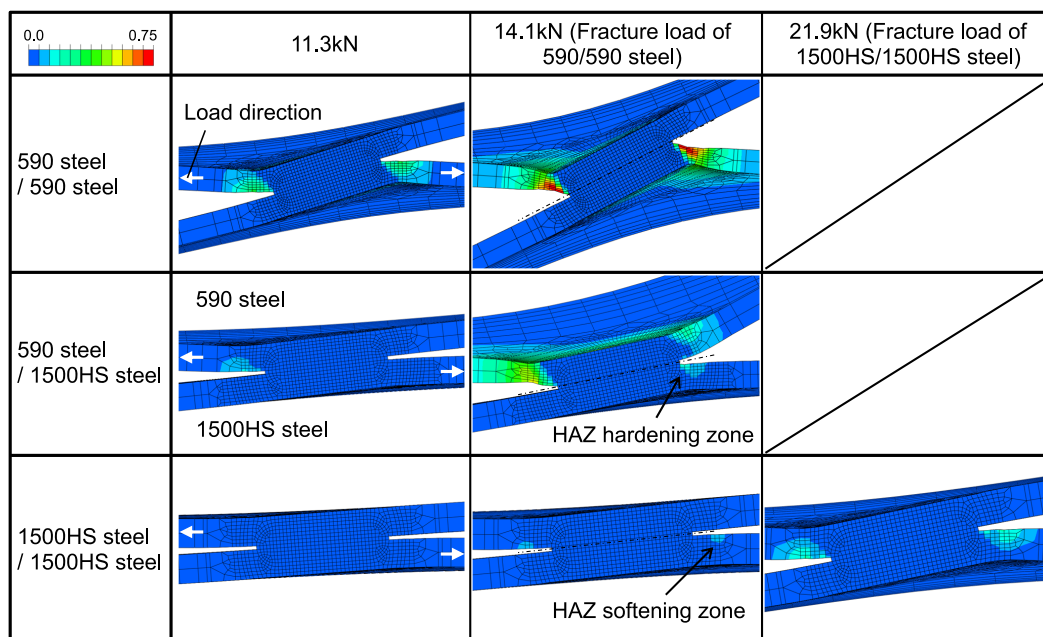 0.0 0.75
11.3kN
14.1kN (Fracture load of
590/590 steel)
21.9kN (Fracture load of
1500HS/1500HS steel)
590 steel
/ 590 steel
Load direction
590 steel
/ 1500HS steel
590 steel
1500HS steel
HAZ hardening zone
1500HS steel
/ 1500HS steel
HAZ softening zone